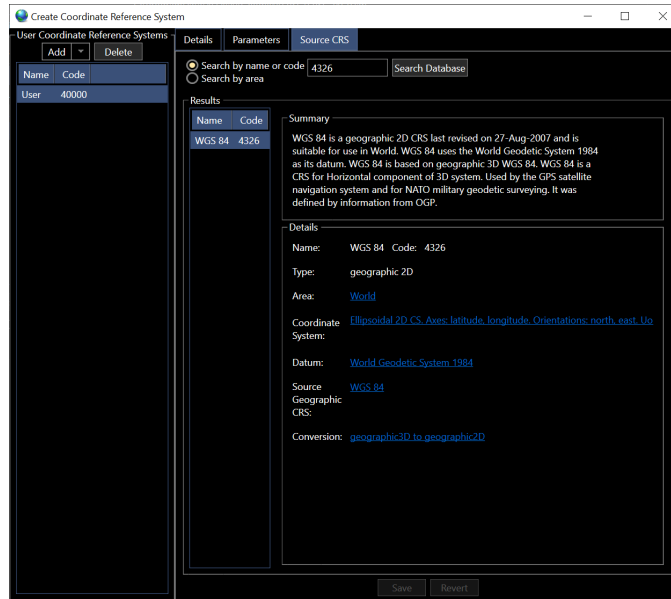 Create Coordinate Reference System
User Coordinate Reference Systems
Add Delete
Name Code
User 40000
Details Parameters Source CRS
Search by name or code 4326 Search Database
Search by area
Results
Name Code
WGS 84 4326
Summary
WGS 84 is a geographic 2D CRS last revised on 27-Aug-2007 and is
suitable for use in World. WGS 84 uses the World Geodetic System 1984
as its datum. WGS 84 is based on geographic 3D WGS 84. WGS 84 is a
CRS for Horizontal component of 3D system. Used by the GPS satellite
navigation system and for NATO military geodetic surveying. It was
defined by information from OGP.
Details
Name: WGS 84 Code: 4326
Type: geographic 2D
Area: World
Coordinate System: Ellipsoidal 2D CS. Axes: latitude, longitude. Orientations: north, east. Uo
Datum: World Geodetic System 1984
Source Geographic CRS: WGS 84
Conversion: geographic3D to geographic2D
Save Revert